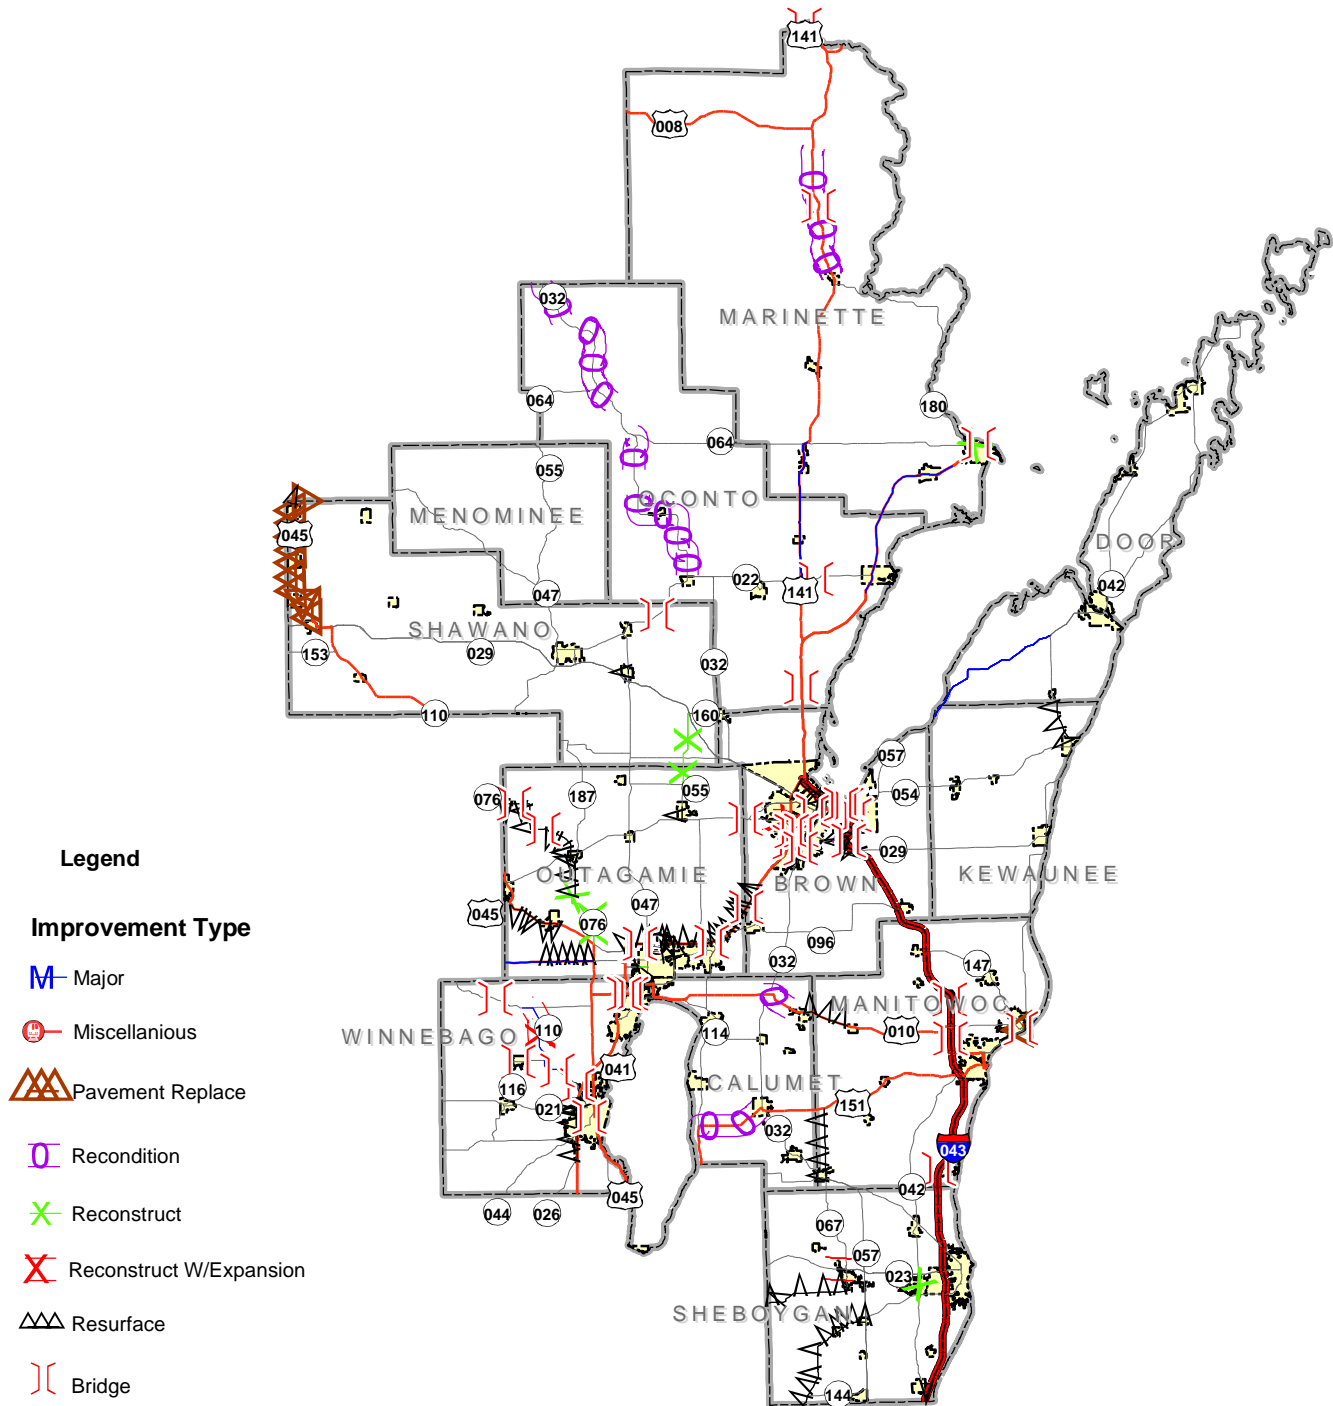 141
008
032
MARINETTE
064
180
064
055
OCONTO
MENOMINEE
045
DOOR
022
042
141
047
SHAWANO
153
029
032
110
160
057
076
187
055
054
Legend
029
OUTAGAMIE
BROWN
KEWAUNEE
045
047
Improvement Type
076
096
032
147
Major
MANITOWOC
Miscellanious
WINNEBAGO
110
114
010
041
Pavement Replace
116
CALUMET
021
151
032
Recondition
043
042
045
044
026
Reconstruct
067
057
Reconstruct W/Expansion
023
SHEBOYGAN
Resurface
Bridge
144